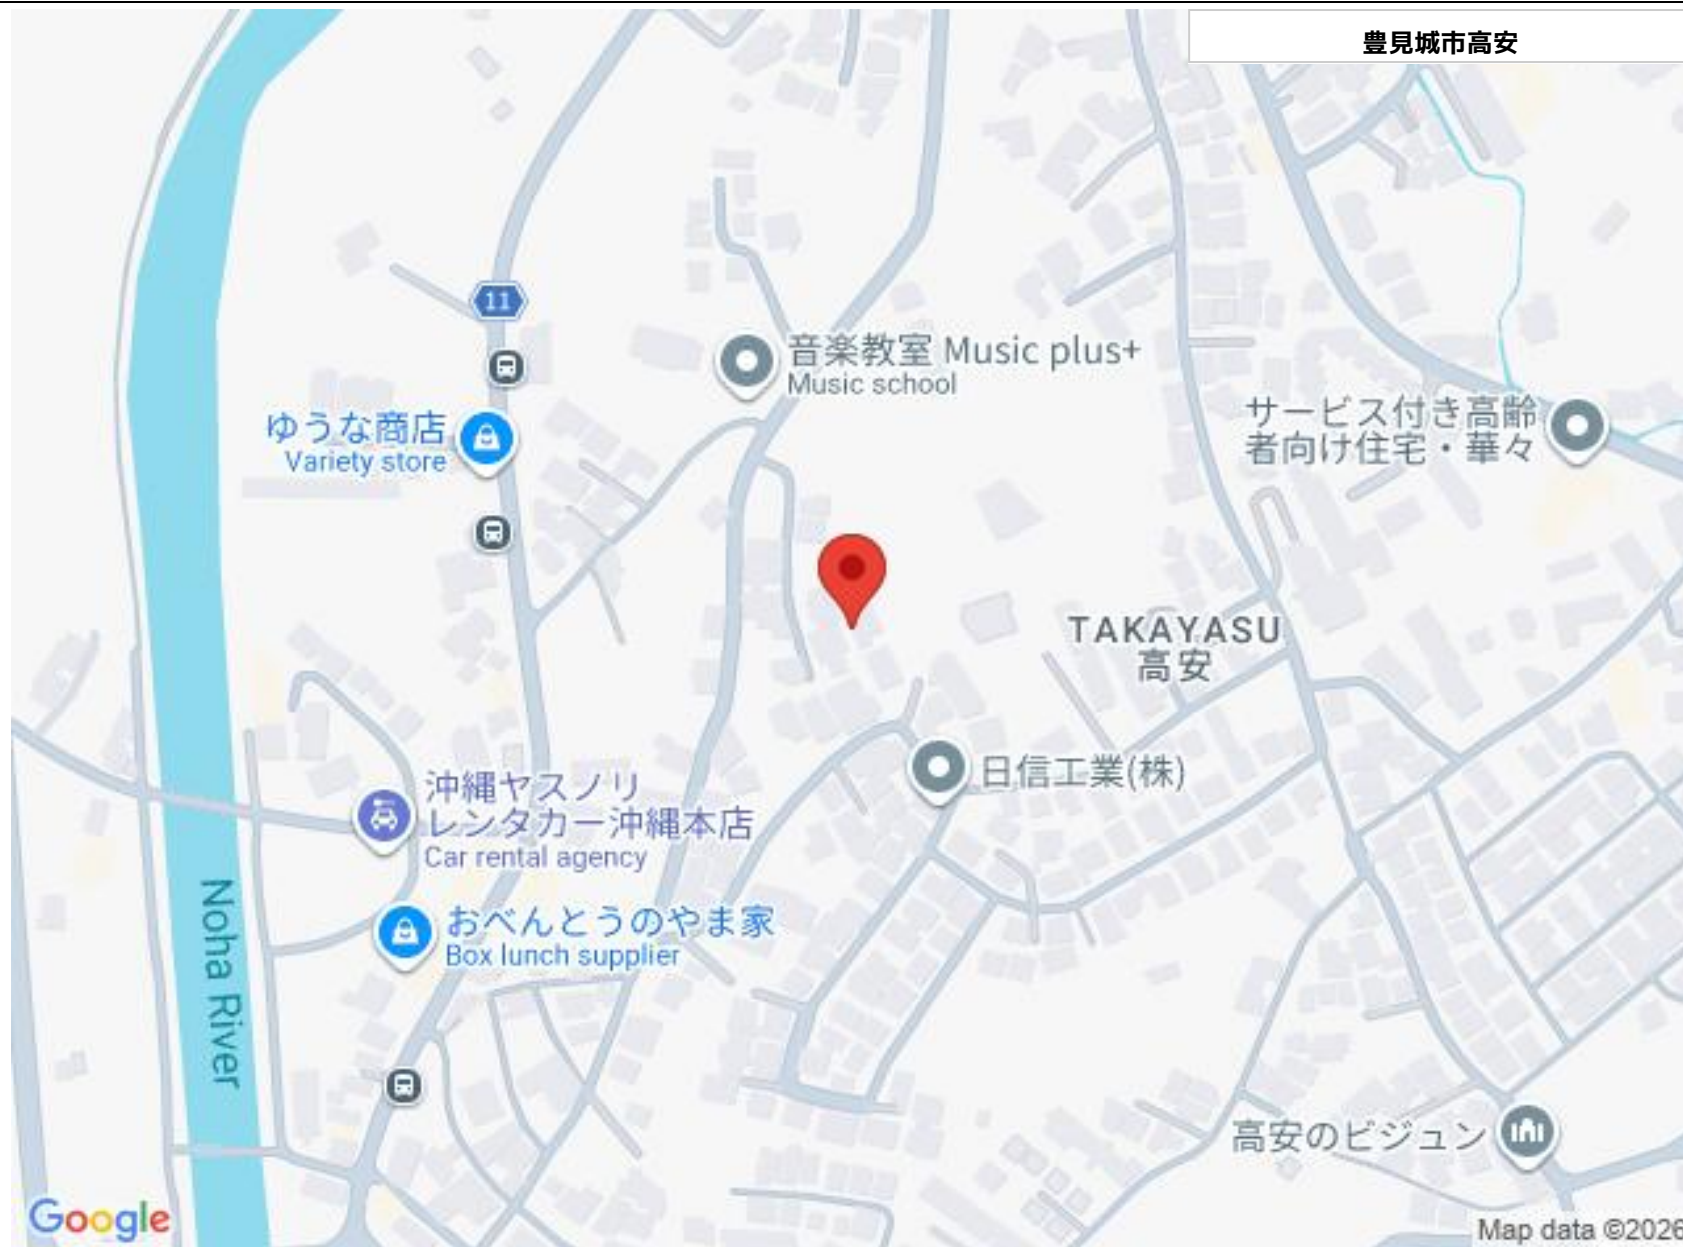 豊見城市高安
11
音楽教室 Music plus+
Music school
ゆうな商店
Variety store
サービス付き高齢
者向け住宅・華々
TAKAYASU
高安
日信工業(株)
沖縄ヤスノリ
レンタカー沖縄本店
Car rental agency
おべんとうのやま家
Box lunch supplier
Noha River
高安のビジュン
Google
Map data ©2026